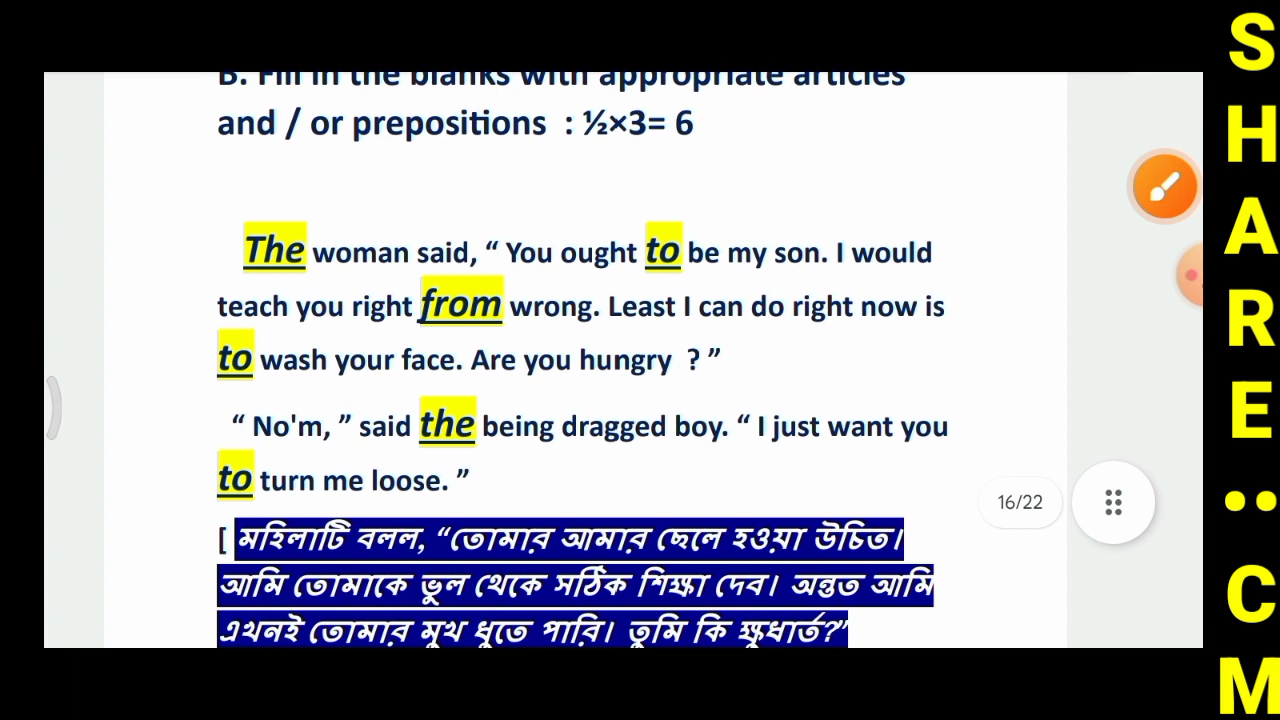 B. Fill in the blanks with appropriate articles
and / or prepositions : ½×3= 6
The woman said, “ You ought to be my son. I would
teach you right from wrong. Least I can do right now is
to wash your face. Are you hungry ? ”
“ No'm, ” said the being dragged boy. “ I just want you
to turn me loose. ”
[ মহিলাটি বলল, “তোমার আমার ছেলে হওয়া উচিত।
আমি তোমাকে ভুল থেকে সঠিক শিক্ষা দেব। অন্তত আমি
এখনই তোমার মুখ ধুতে পারি। তুমি কি ক্ষুধার্ত?”
16/22
SHARE••CM